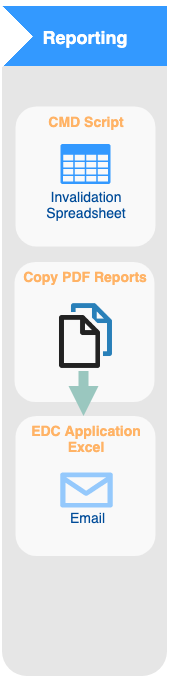 Reporting
CMD Script
Invalidation
Spreadsheet
Copy PDF Reports
EDC Application
Excel
Email